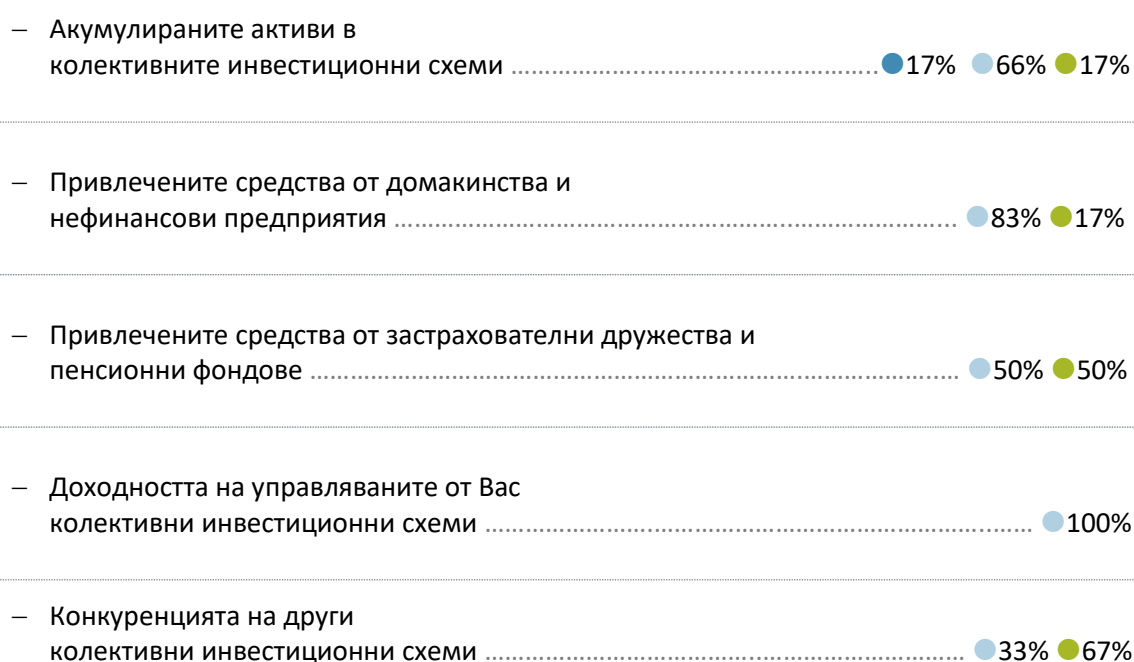 – Акумулираните активи в
колективните инвестиционни схеми ........................................................ 17% 66% 17%
– Привлечените средства от домакинства и
нефинансови предприятия ........................................................ 83% 17%
– Привлечените средства от застрахователни дружества и
пенсионни фондове ........................................................ 50% 50%
– Доходността на управляваните от Вас
колективни инвестиционни схеми ........................................................ 100%
– Конкуренцията на други
колективни инвестиционни схеми ........................................................ 33% 67%